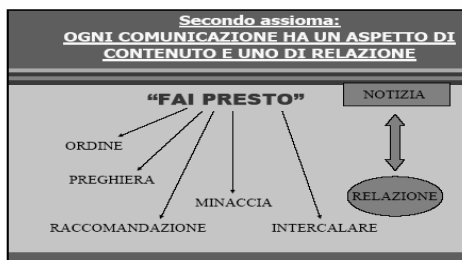 Secondo assioma:
OGNI COMUNICAZIONE HA UN ASPETTO DI
CONTENUTO E UNO DI RELAZIONE
"FAI PRESTO"
NOTIZIA
ORDINE
PREGHIERA
MINACCIA
RELAZIONE
RACCOMANDAZIONE
INTERCALARE